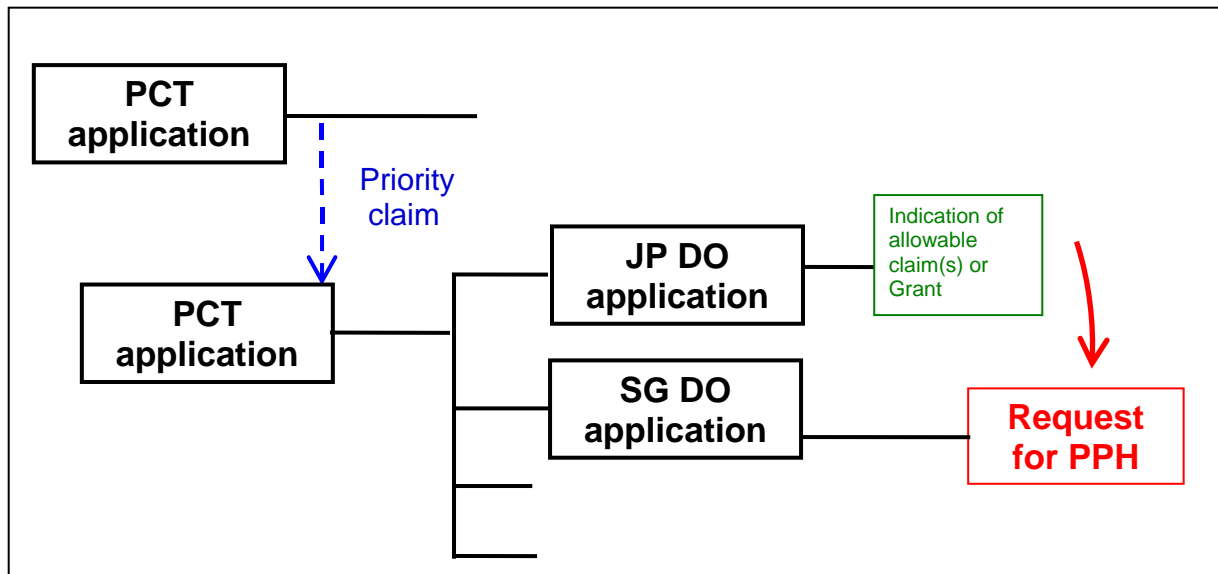 PCT
application
Priority
claim
PCT
application
JP DO
application
Indication of
allowable
claim(s) or
Grant
SG DO
application
Request
for PPH